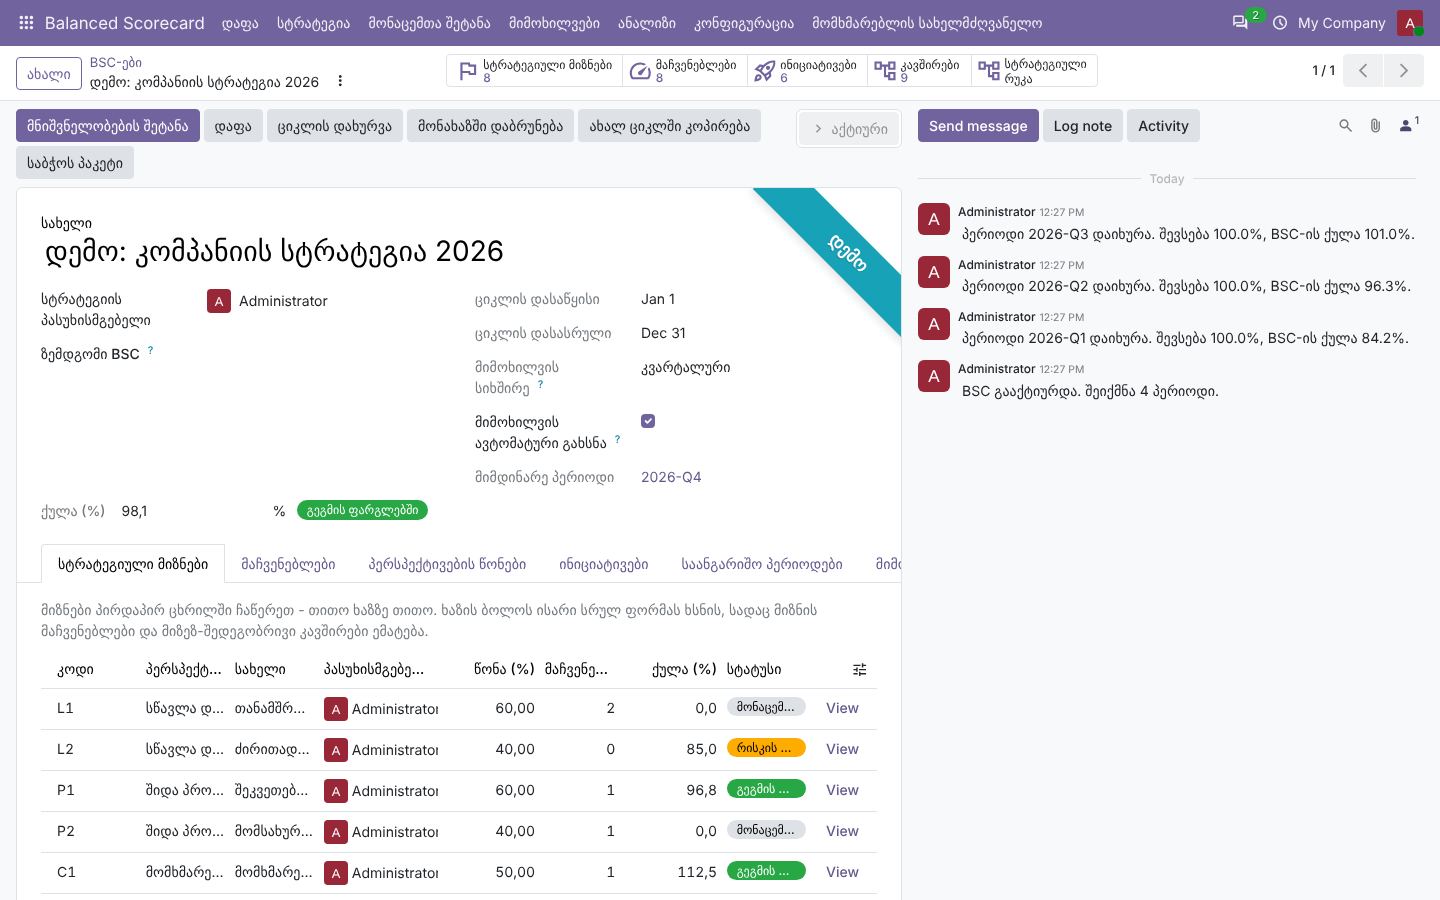 Balanced Scorecard დაფა სტრატეგია მონაცემთა შეტანა მიმოხილვები ანალიზი კონფიგურაცია მომხმარებლის სახელმძღვანელო 2 My Company A
ახალი
BSC-ები
დემო: კომპანიის სტრატეგია 2026
სტრატეგიული მიზნები
8
მაჩვენებლები
8
ინიციატივები
6
კავშირები
9
სტრატეგიული
რუკა
1 / 1
მნიშვნელობების შეტანა დაფა ციკლის დახურვა მონახაზში დაბრუნება ახალ ციკლში კოპირება
საბჭოს პაკეტი
აქტიური
დემო
სახელი
დემო: კომპანიის სტრატეგია 2026
სტრატეგიის
პასუხისმგებელი
A Administrator
ზემდგომი BSC ?
ციკლის დასაწყისი Jan 1
ციკლის დასასრული Dec 31
მიმოხილვის
სიხშირე ?
კვარტალური
მიმოხილვის
ავტომატური გახსნა ?
მიმდინარე პერიოდი 2026-Q4
ქულა (%) 98,1 % გეგმის ფარგლებში
სტრატეგიული მიზნები მაჩვენებლები პერსპექტივების წონები ინიციატივები საანგარიშო პერიოდები მიმო
მიზნები პირდაპირ ცხრილში ჩაწერეთ - თითო ხაზზე თითო. ხაზის ბოლოს ისარი სრულ ფორმას ხსნის, სადაც მიზნის
მაჩვენებლები და მიზეზ-შედეგობრივი კავშირები ემატება.
კოდი პერსპექტ... სახელი პასუხისმგებე... წონა (%) მაჩვენე... ქულა (%) სტატუსი
L1 სწავლა დ... თანამშრ... A Administrator 60,00 2 0,0 მონაცემ... View
L2 სწავლა დ... ძირითად... A Administrator 40,00 0 85,0 რისკის ... View
P1 შიდა პრო... შეკვეთებ... A Administrator 60,00 1 96,8 გეგმის ... View
P2 შიდა პრო... მომსახურ... A Administrator 40,00 1 0,0 მონაცემ... View
C1 მომხმარე... მომხმარე... A Administrator 50,00 1 112,5 გეგმის ... View
Send message Log note Activity 1
Today
A Administrator 12:27 PM
პერიოდი 2026-Q3 დაიხურა. შევსება 100.0%, BSC-ის ქულა 101.0%.
A Administrator 12:27 PM
პერიოდი 2026-Q2 დაიხურა. შევსება 100.0%, BSC-ის ქულა 96.3%.
A Administrator 12:27 PM
პერიოდი 2026-Q1 დაიხურა. შევსება 100.0%, BSC-ის ქულა 84.2%.
A Administrator 12:27 PM
BSC გააქტიურდა. შეიქმნა 4 პერიოდი.